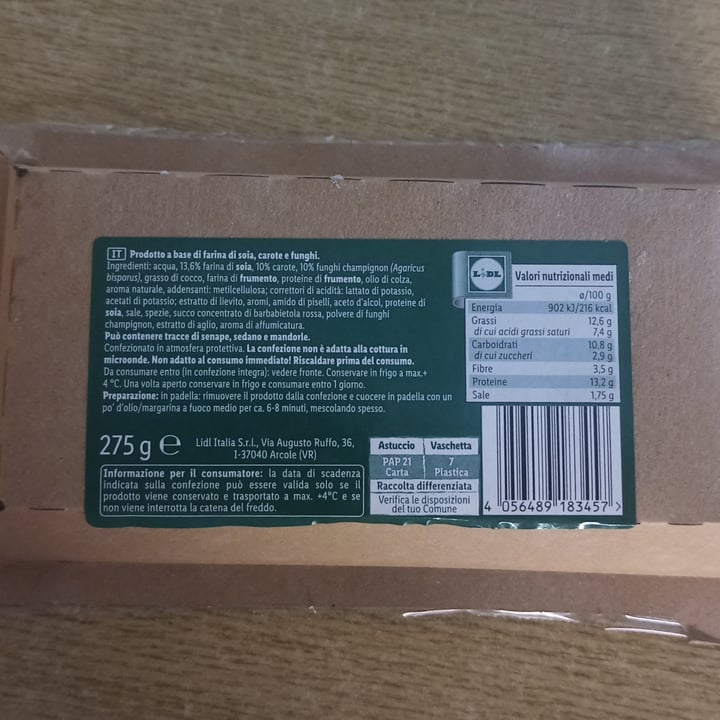 IT Prodotto a base di farina di soia, carote e funghi.
Ingredienti: acqua, 13,6% farina di soia, 10% carote, 10% funghi champignon (Agaricus
bisporus), grasso di cocco, farina di frumento, proteine di frumento, olio di colza,
aroma naturale, addensanti: metilcellulosa; correttori di acidità: lattato di potassio,
acetati di potassio; estratto di lievito, aromi, amido di piselli, aceto d'alcol, proteine di
soia, sale, spezie, succo concentrato di barbabietola rossa, polvere di funghi
champignon, estratto di aglio, aroma di affumicatura.
Può contenere tracce di senape, sedano e mandorle.
Confezionato in atmosfera protettiva. La confezione non è adatta alla cottura in
microonde. Non adatto al consumo immediato! Riscaldare prima del consumo.
Da consumare entro (in confezione integra): vedere fronte. Conservare in frigo a max.+
4 °C. Una volta aperto conservare in frigo e consumare entro 1 giorno.
Preparazione: in padella: rimuovere il prodotto dalla confezione e cuocere in padella con un
po' d'olio/margarina a fuoco medio per ca. 6-8 minuti, mescolando spesso.
275 g e
Lidl Italia S.r.l., Via Augusto Ruffo, 36,
I-37040 Arcole (VR)
Informazione per il consumatore: la data di scadenza
indicata sulla confezione può essere valida solo se il
prodotto viene conservato e trasportato a max. +4°C e se
non viene interrotta la catena del freddo.
Astuccio Vaschetta
PAP 21 7
Carta Plastica
Raccolta differenziata
Verifica le disposizioni
del tuo Comune
LIDL
Valori nutrizionali medi
ø/100 g
Energia 902 kJ/216 kcal
Grassi 12,6 g
di cui acidi grassi saturi 7,4 g
Carboidrati 10,8 g
di cui zuccheri 2,9 g
Fibre 3,5 g
Proteine 13,2 g
Sale 1,75 g
4 056489 183457 >